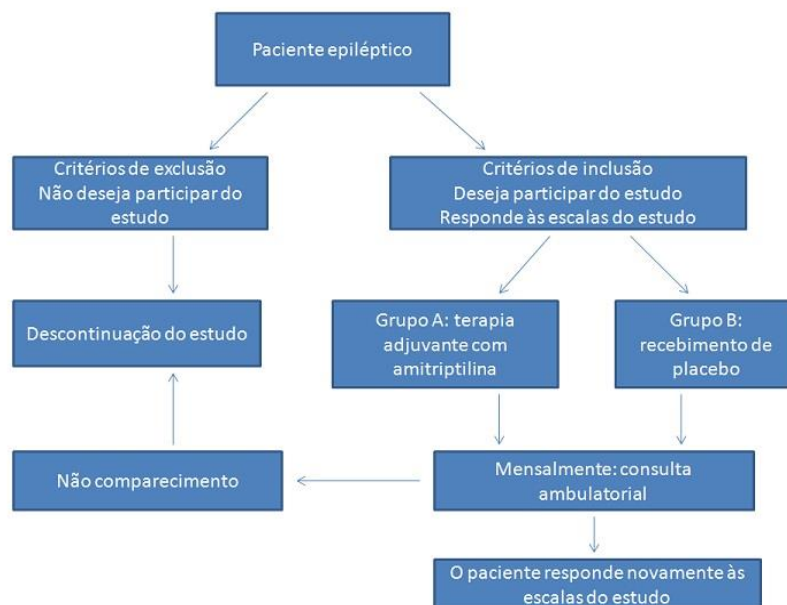 Paciente epiléptico
Critérios de exclusão
Não deseja participar do
estudo
Critérios de inclusão
Deseja participar do estudo
Responde às escalas do estudo
Descontinuação do estudo
Grupo A: terapia
adjuvante com
amitriptilina
Grupo B:
recebimento de
placebo
Não comparecimento
Mensalmente: consulta
ambulatorial
O paciente responde novamente às
escalas do estudo